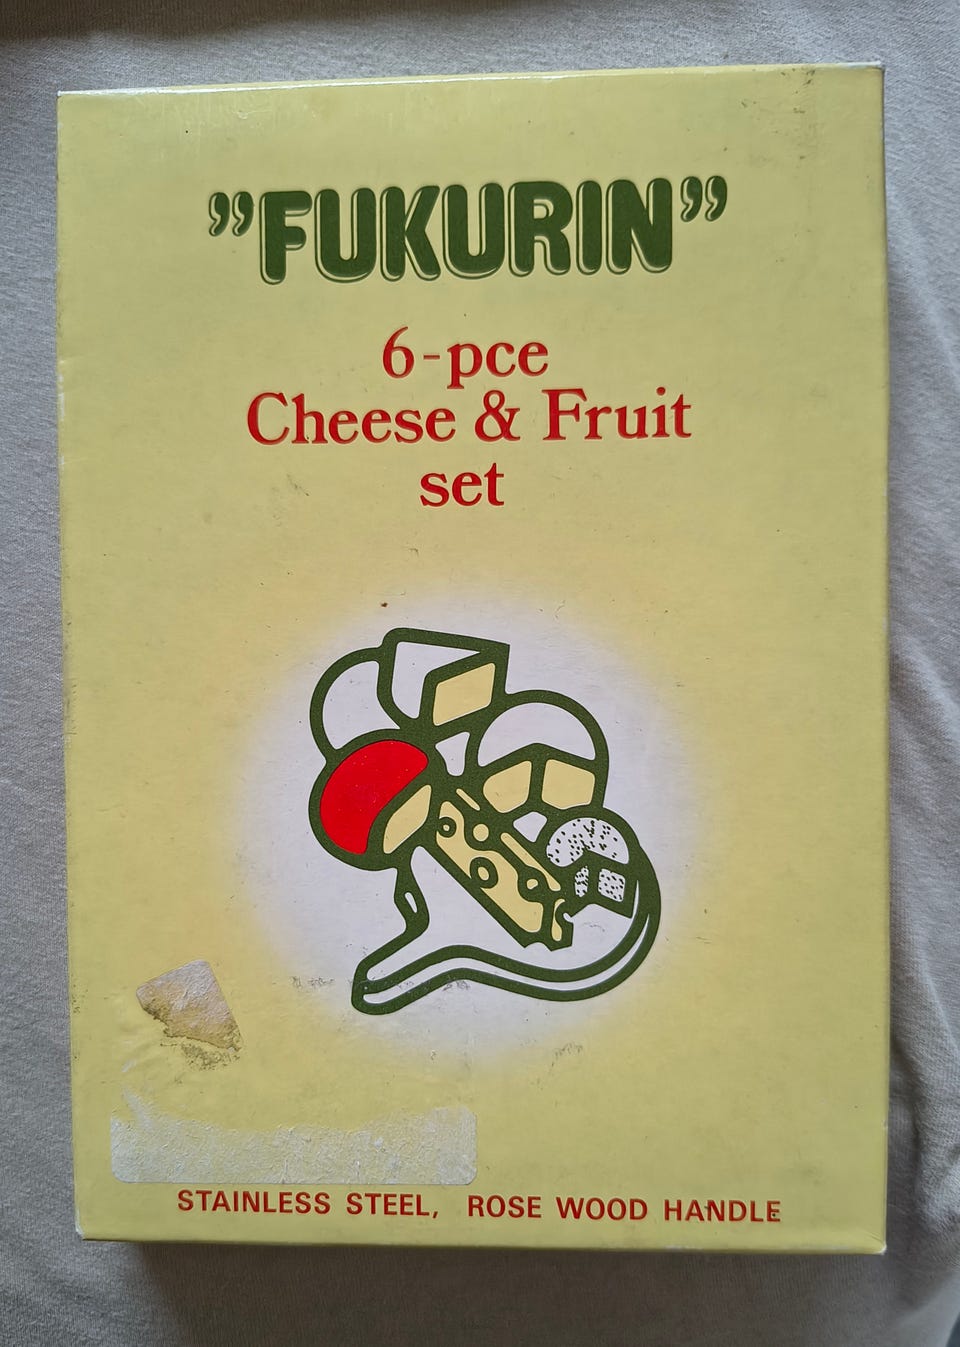 ”FUKURIN”
6-pce
Cheese & Fruit
set
STAINLESS STEEL, ROSE WOOD HANDLE